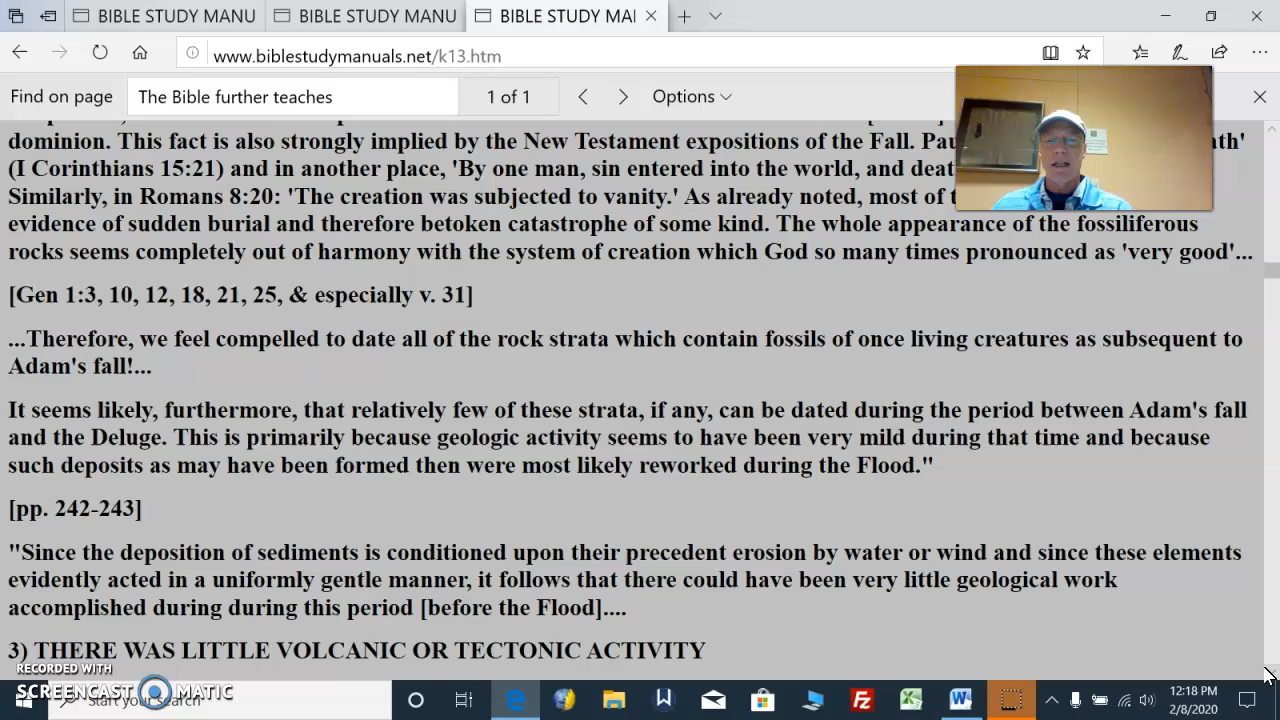 BIBLE STUDY MANU
BIBLE STUDY MANU
BIBLE STUDY MAI
www.biblestudymanuals.net/k13.htm
Find on page
The Bible further teaches
1 of 1
Options
dominion. This fact is also strongly implied by the New Testament expositions of the Fall. Pau
ath'
(I Corinthians 15:21) and in another place, 'By one man, sin entered into the world, and deat
Similarly, in Romans 8:20: 'The creation was subjected to vanity.' As already noted, most of t
evidence of sudden burial and therefore betoken catastrophe of some kind. The whole appearance of the fossiliferous
rocks seems completely out of harmony with the system of creation which God so many times pronounced as 'very good'...
[Gen 1:3, 10, 12, 18, 21, 25, & especially v. 31]
...Therefore, we feel compelled to date all of the rock strata which contain fossils of once living creatures as subsequent to
Adam's fall!...
It seems likely, furthermore, that relatively few of these strata, if any, can be dated during the period between Adam's fall
and the Deluge. This is primarily because geologic activity seems to have been very mild during that time and because
such deposits as may have been formed then were most likely reworked during the Flood."
[pp. 242-243]
"Since the deposition of sediments is conditioned upon their precedent erosion by water or wind and since these elements
evidently acted in a uniformly gentle manner, it follows that there could have been very little geological work
accomplished during during this period [before the Flood]....
3) THERE WAS LITTLE VOLCANIC OR TECTONIC ACTIVITY
RECORDED WITH
SCREENCAST MATIC
Start your search
12:18 PM
2/8/2020